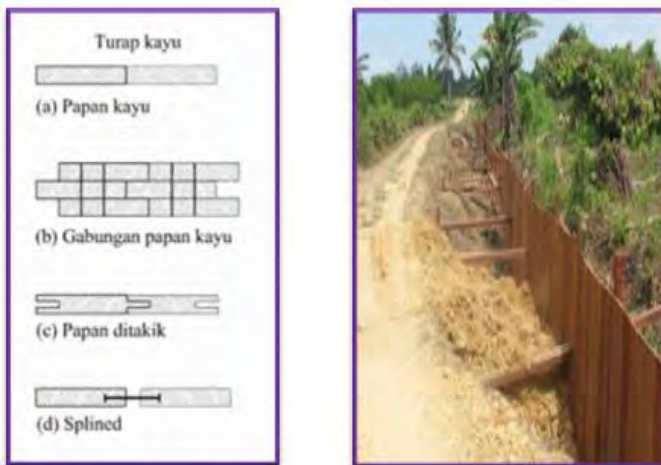 Turap kayu
(a) Papan kayu
(b) Gabungan papan kayu
(c) Papan ditakik
(d) Splined